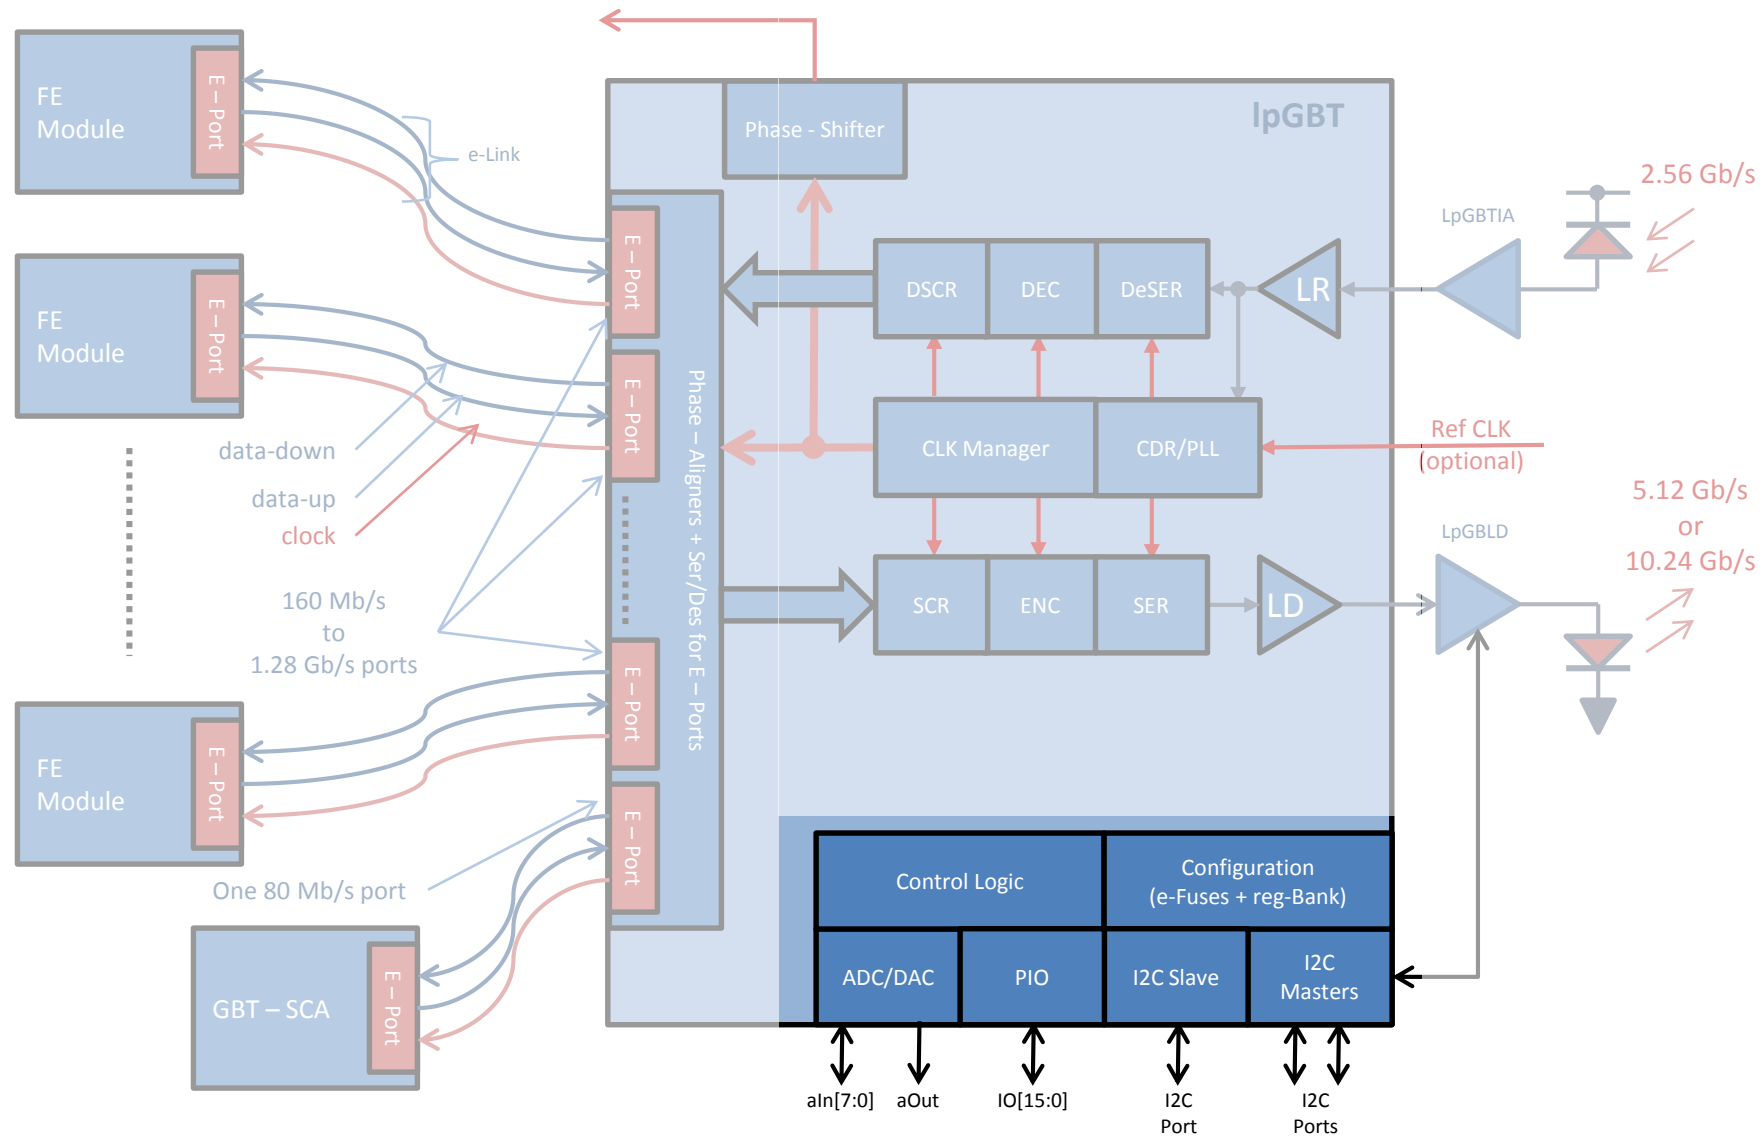 FE
Module
E – Port
e-Link
Phase - Shifter
lpGBT
2.56 Gb/s
LpGBTIA
E – Port
DSCR
DEC
DeSER
LR
FE
Module
E – Port
E – Port
Phase – Aligners + Ser/Des for E – Ports
data-down
data-up
clock
CLK Manager
CDR/PLL
Ref CLK
(optional)
5.12 Gb/s
or
10.24 Gb/s
LpGBLD
160 Mb/s
to
1.28 Gb/s ports
SCR
ENC
SER
LD
E – Port
FE
Module
E – Port
E – Port
One 80 Mb/s port
Control Logic
Configuration
(e-Fuses + reg-Bank)
GBT – SCA
E – Port
ADC/DAC
PIO
I2C Slave
I2C
Masters
aIn[7:0]
aOut
IO[15:0]
I2C
Port
I2C
Ports